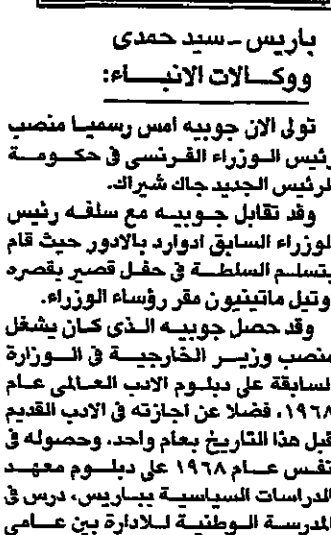 باريس - سيد حمدى
ووكالات الانباء:
تولى الان جوبيه امس رسميا منصب
رئيس الوزراء الفرنسى فى حكومة
الرئيس الجديد جاك شيراك.
وقد تقابل جوبيه مع سلفه رئيس
الوزراء السابق ادوارد بالادور حيث قام
بتسلم السلطة فى حفل قصير بقصره
اوتيل ماتينيون مقر رؤساء الوزراء.
وقد حصل جوبيه الذى كان يشغل
منصب وزير الخارجية فى الوزارة
السابقة على دبلوم الادب العالى عام
١٩٦٨، فضلا عن اجازته فى الادب القديم
قبل هذا التاريخ بعام واحد، وحصوله فى
نفس عام ١٩٦٨ على دبلوم معهد
الدراسات السياسية بباريس، درس فى
المدرسة الوطنية للادارة بين عامى